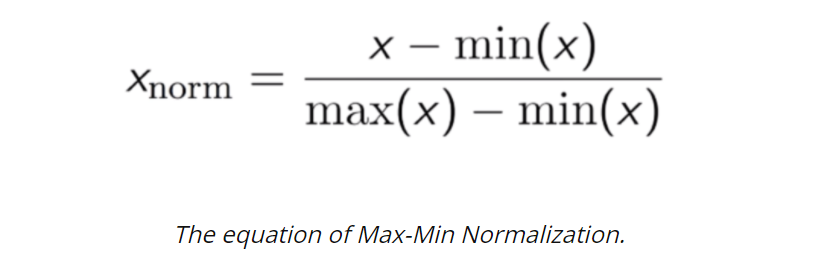 x_norm = (x − min(x)) / (max(x) − min(x))
The equation of Max-Min Normalization.